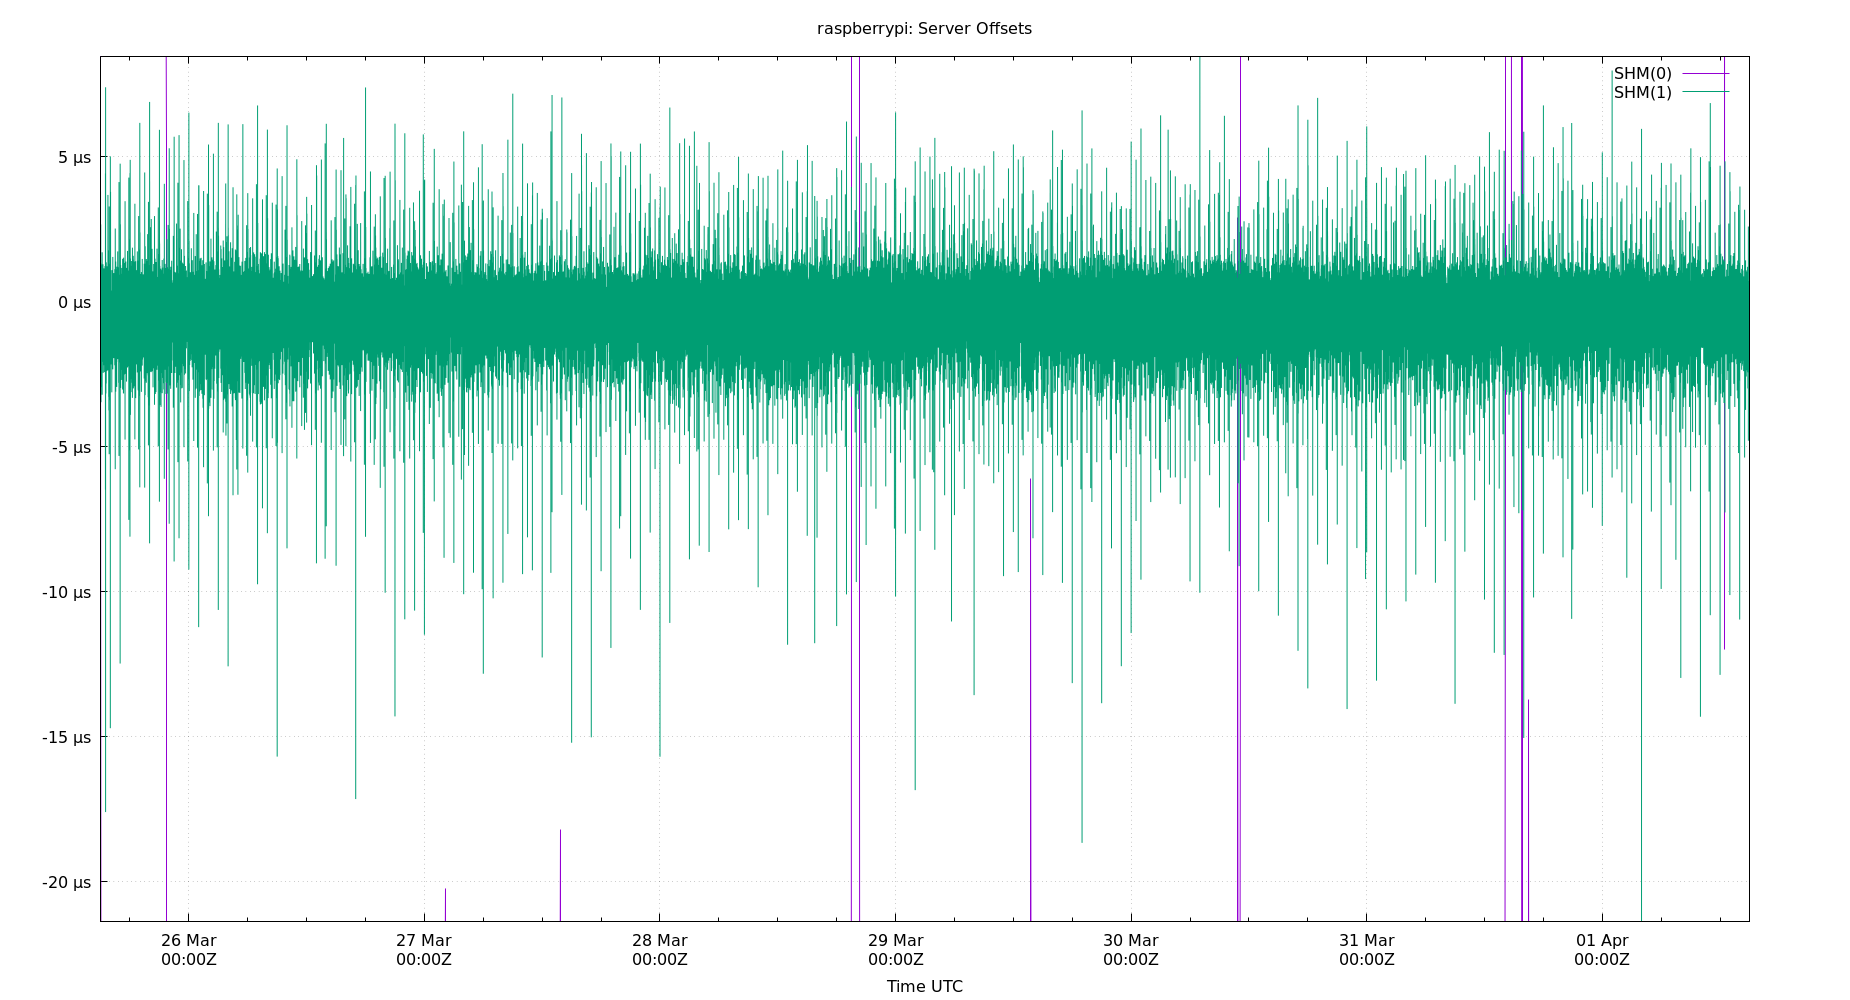 raspberrypi: Server Offsets
SHM(0)
SHM(1)
5 µs
0 µs
-5 µs
-10 µs
-15 µs
-20 µs
26 Mar 27 Mar 28 Mar 29 Mar 30 Mar 31 Mar 01 Apr
00:00Z 00:00Z 00:00Z 00:00Z 00:00Z 00:00Z 00:00Z
Time UTC